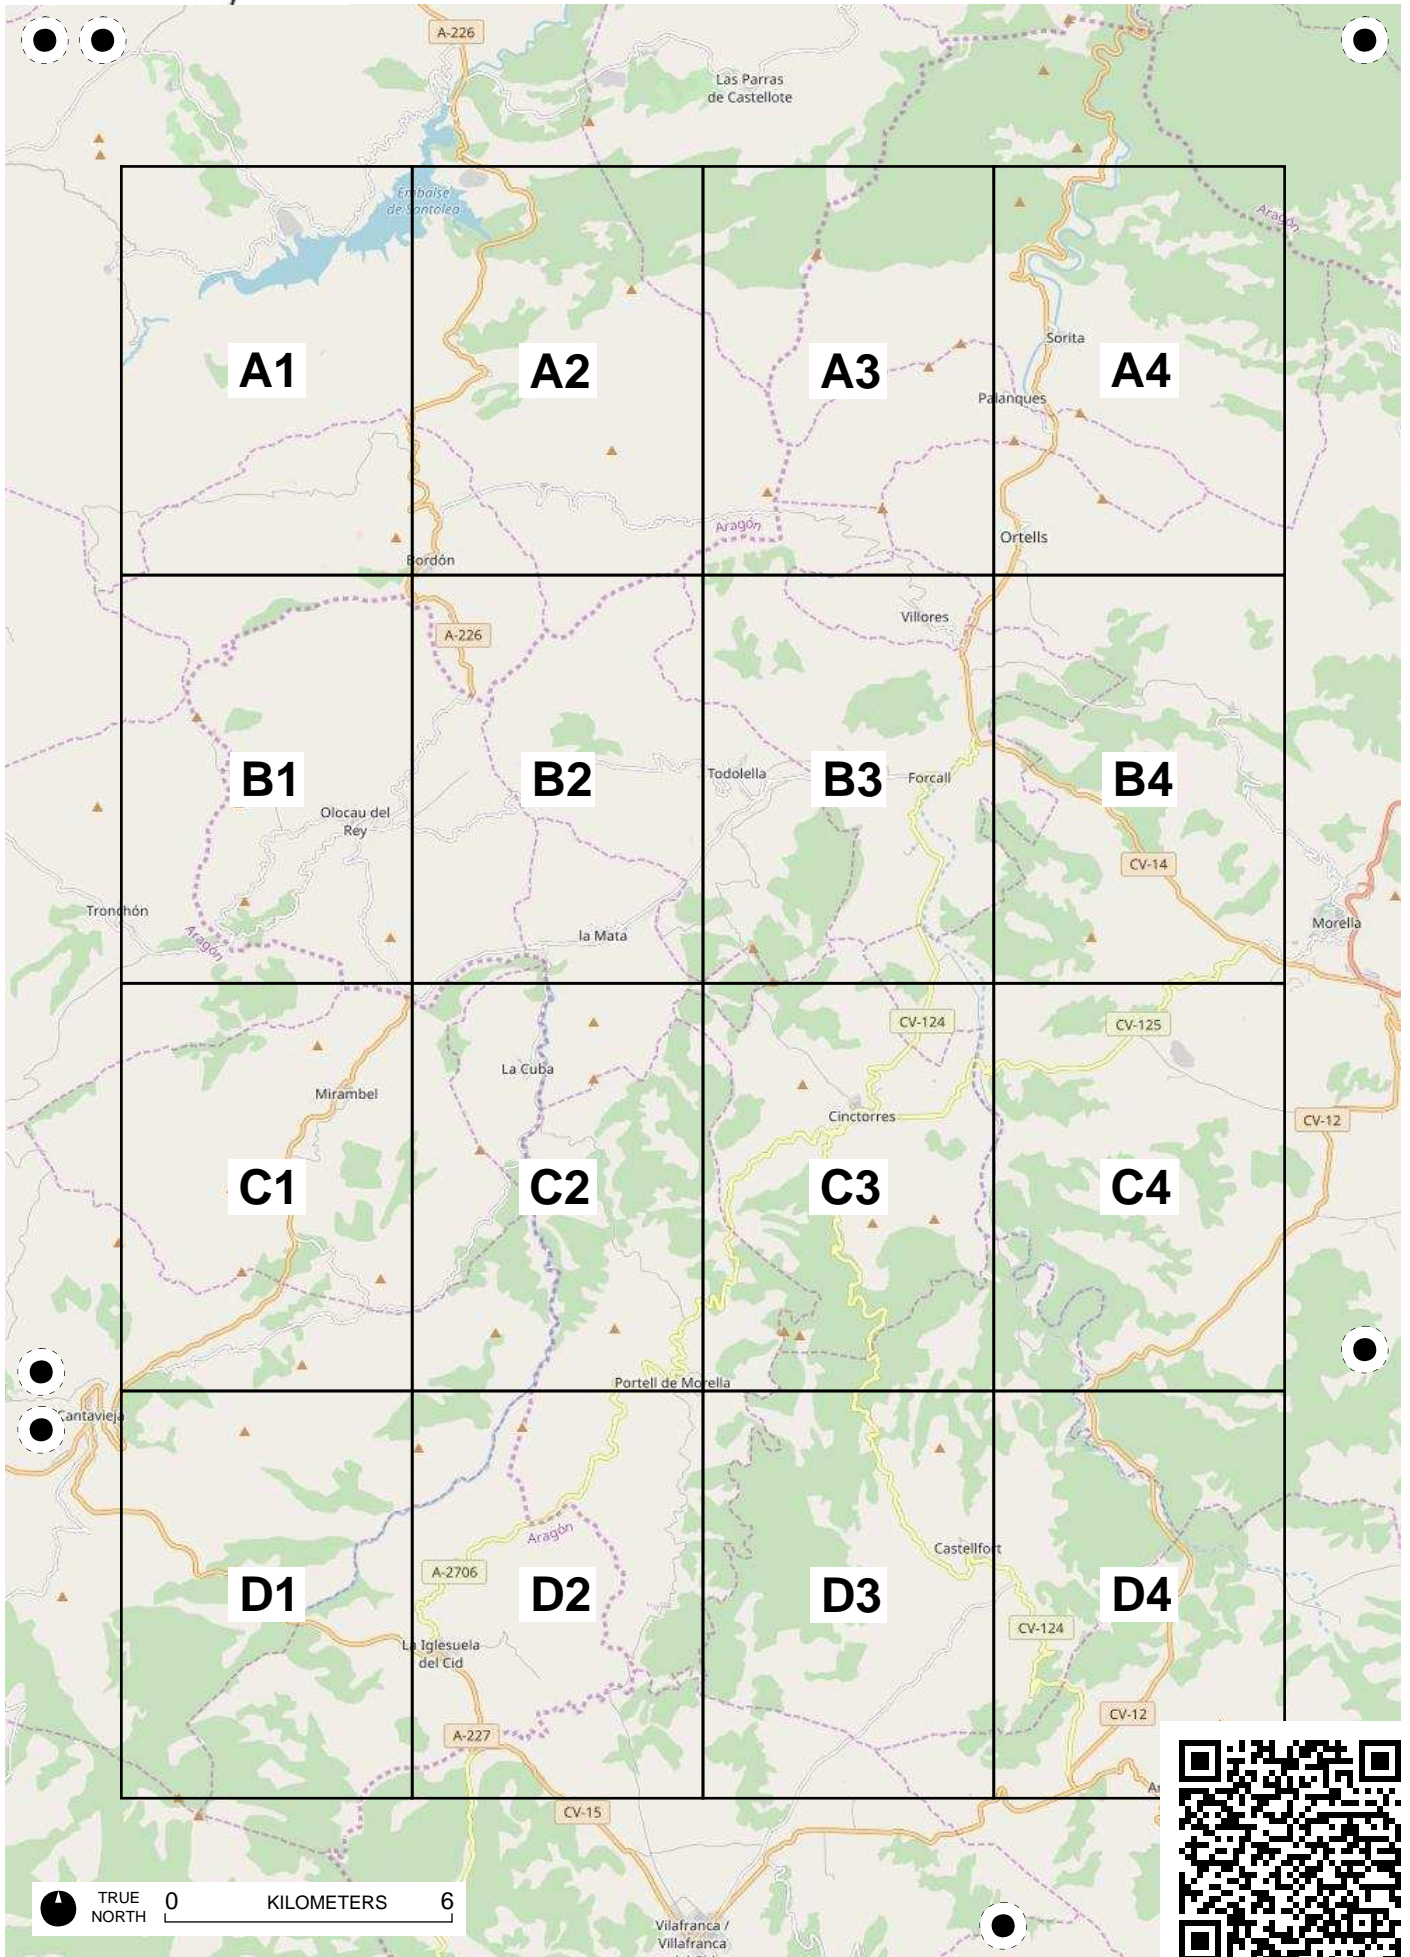 A-226
Las Parras
de Castellote
Embalse
de Santolea
Aragón
A1
A2
A3
A4
Sorita
Palanques
Aragón
Ortells
Bordón
Villores
A-226
B1
B2
Todolella
B3
Forcall
B4
Olocau del
Rey
CV-14
Tronchón
Morella
la Mata
Aragón
CV-124
CV-125
La Cuba
Mirambel
Cinctorres
CV-12
C1
C2
C3
C4
Portell de Morella
Cantavieja
Aragón
Castellfort
A-2706
D1
D2
D3
D4
CV-124
La Iglesuela
del Cid
CV-12
A-227
CV-15
TRUE
NORTH
0 KILOMETERS 6
Vilafranca /
Villafranca